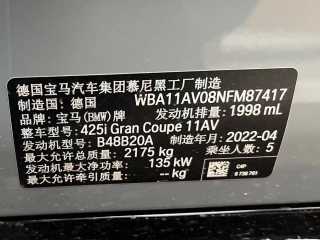 德国宝马汽车集团慕尼黑工厂制造
制造国：德国 WBA11AV08NFM87417
品牌：宝马(BMW)牌 发动机排量：1998 mL
整车型号：425i Gran Coupe 11AV
发动机型号：B48B20A 制造年月：2022-04
最大允许总质量：2175 kg 乘坐人数：5
发动机最大净功率：135 kW
最大允许牵引质量：-- kg
C4P
6 739 761